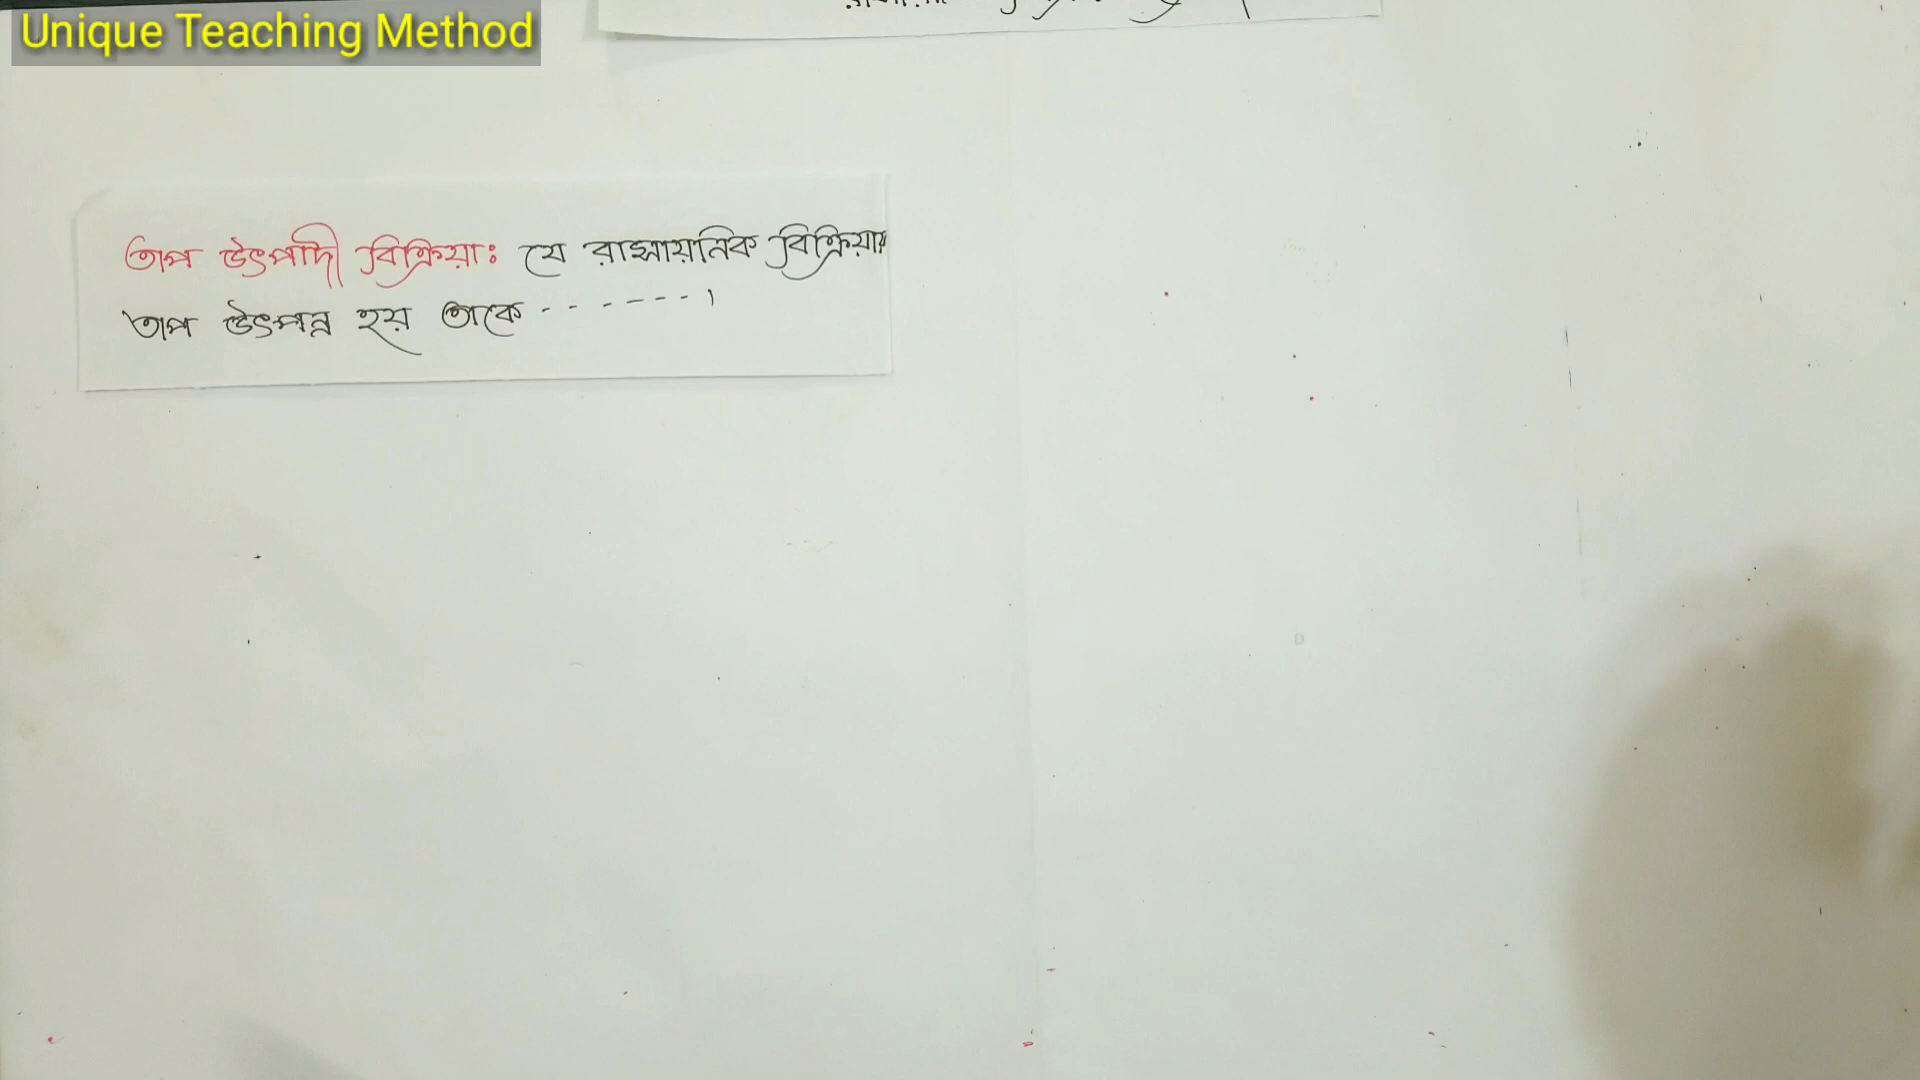 Unique Teaching Method
তাপ উৎপাদী বিক্রিয়াঃ যে রাসায়নিক বিক্রিয়ায়
তাপ উৎপন্ন হয় তাকে - - - - - - - ।